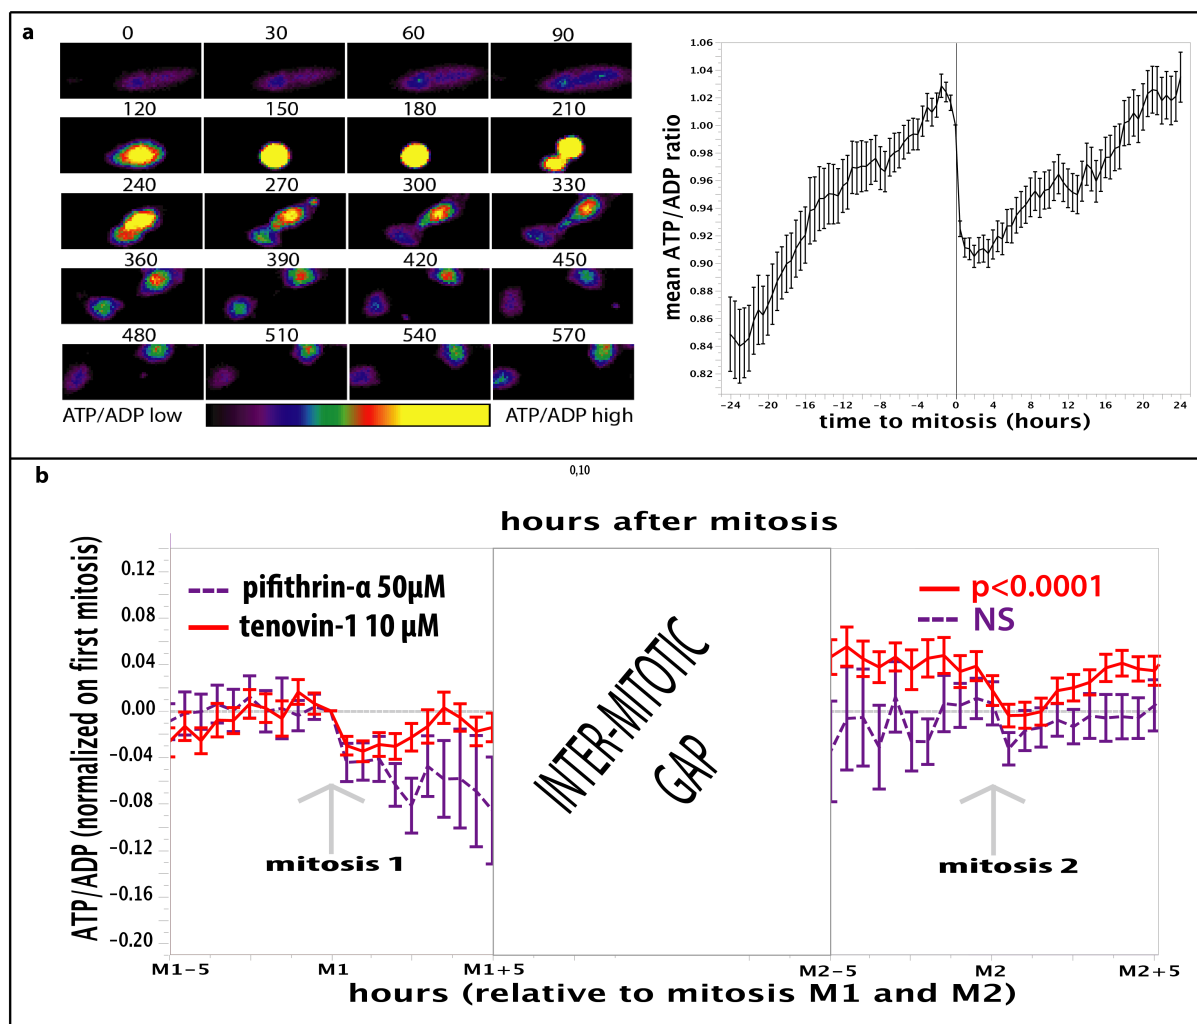 a
0 30 60 90
120 150 180 210
240 270 300 330
360 390 420 450
480 510 540 570
ATP/ADP low
ATP/ADP high
mean ATP/ADP ratio
1.06
1.04
1.02
1.00
0.98
0.96
0.94
0.92
0.90
0.88
0.86
0.84
0.82
−24 −20 −16 −12 −8 −4 0 4 8 12 16 20 24
time to mitosis (hours)
b
0,10
hours after mitosis
ATP/ADP (normalized on first mitosis)
0.12
0.08
0.04
0.00
−0.04
−0.08
−0.12
−0.16
−0.20
pifithrin-α 50µM
tenovin-1 10 µM
INTER-MITOTIC
GAP
p<0.0001
NS
mitosis 1
mitosis 2
M1−5 M1 M1+5 M2−5 M2 M2+5
hours (relative to mitosis M1 and M2)